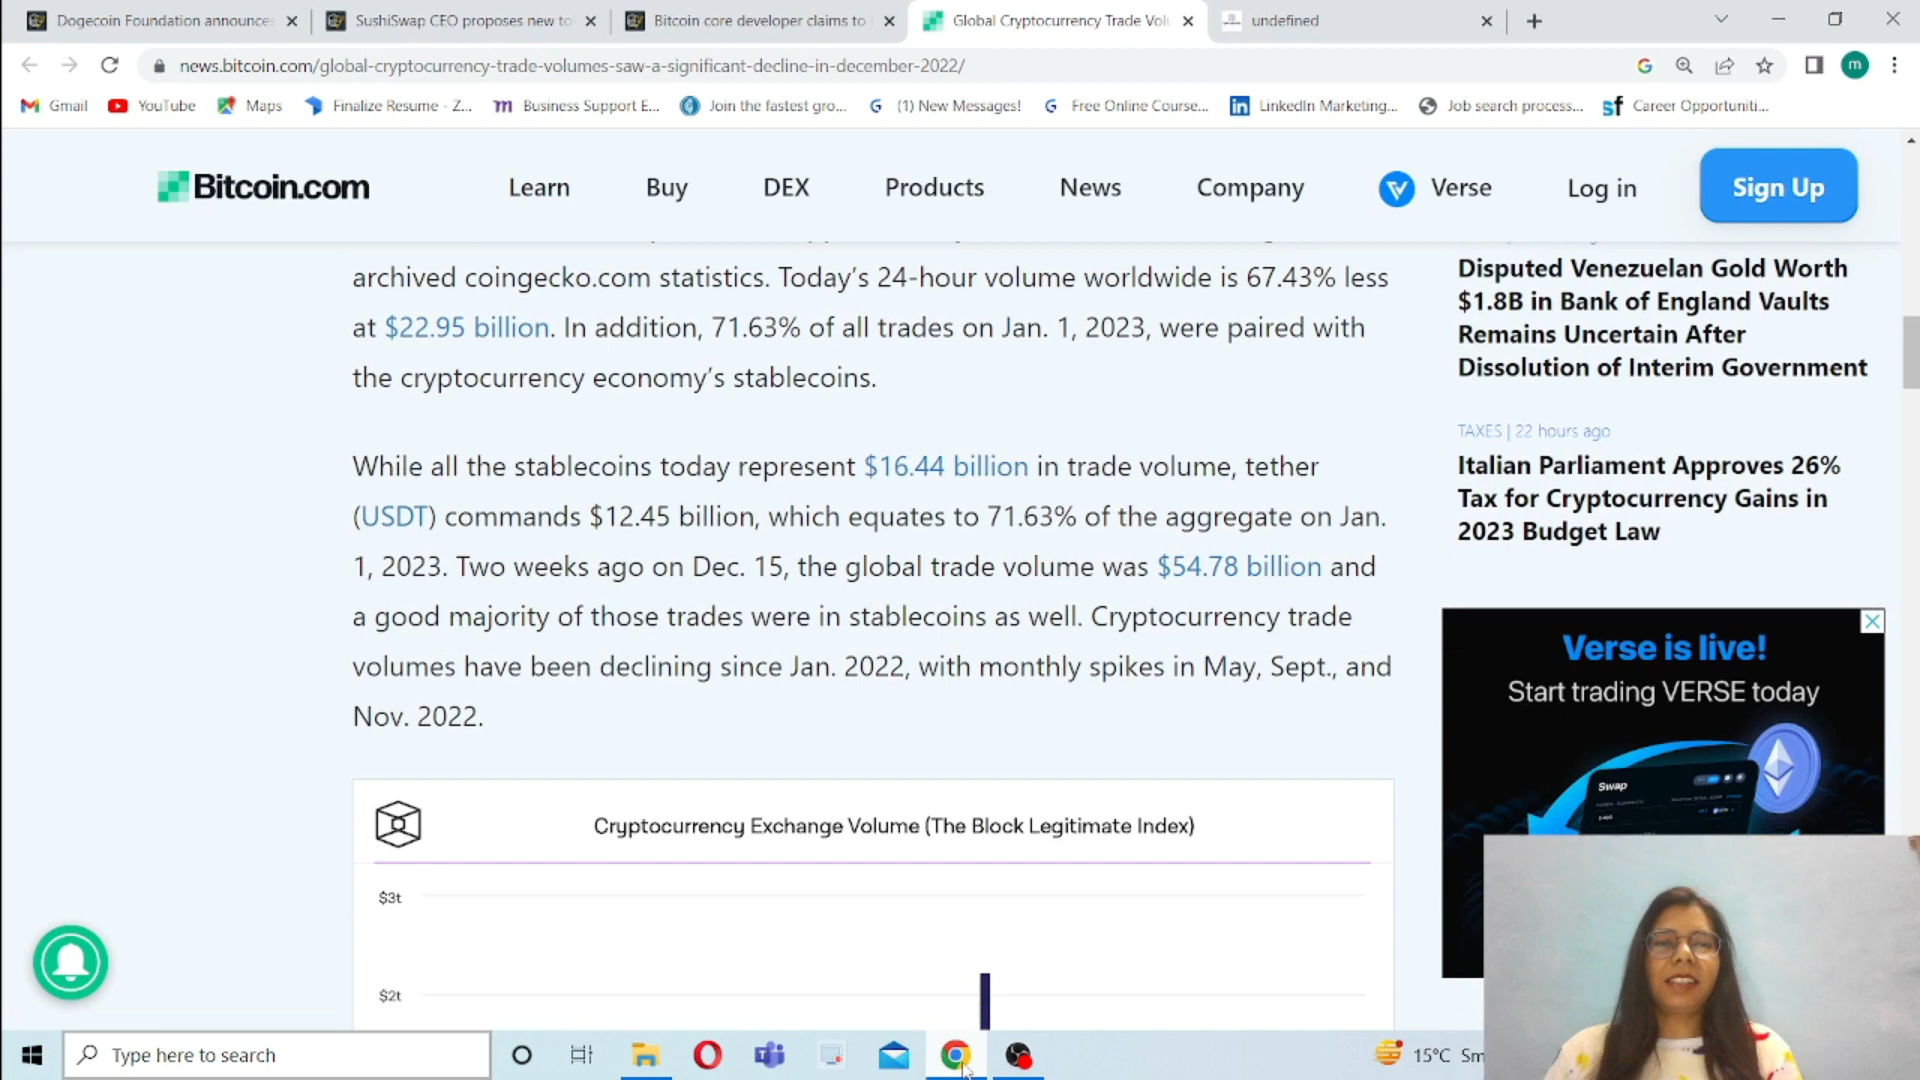 Dogecoin Foundation announces
SushiSwap CEO proposes new to
Bitcoin core developer claims to
Global Cryptocurrency Trade Volu
undefined
news.bitcoin.com/global-cryptocurrency-trade-volumes-saw-a-significant-decline-in-december-2022/
m
Gmail
YouTube
Maps
Finalize Resume - Z...
Business Support E...
Join the fastest gro...
(1) New Messages!
Free Online Course...
LinkedIn Marketing...
Job search process...
Career Opportuniti...
Bitcoin.com
Learn
Buy
DEX
Products
News
Company
Verse
Log in
Sign Up
archived coingecko.com statistics. Today's 24-hour volume worldwide is 67.43% less
at $22.95 billion. In addition, 71.63% of all trades on Jan. 1, 2023, were paired with
the cryptocurrency economy's stablecoins.
While all the stablecoins today represent $16.44 billion in trade volume, tether
(USDT) commands $12.45 billion, which equates to 71.63% of the aggregate on Jan.
1, 2023. Two weeks ago on Dec. 15, the global trade volume was $54.78 billion and
a good majority of those trades were in stablecoins as well. Cryptocurrency trade
volumes have been declining since Jan. 2022, with monthly spikes in May, Sept., and
Nov. 2022.
Cryptocurrency Exchange Volume (The Block Legitimate Index)
$3t
$2t
Disputed Venezuelan Gold Worth
$1.8B in Bank of England Vaults
Remains Uncertain After
Dissolution of Interim Government
TAXES | 22 hours ago
Italian Parliament Approves 26%
Tax for Cryptocurrency Gains in
2023 Budget Law
Verse is live!
Start trading VERSE today
Swap
Type here to search
15°C Sm